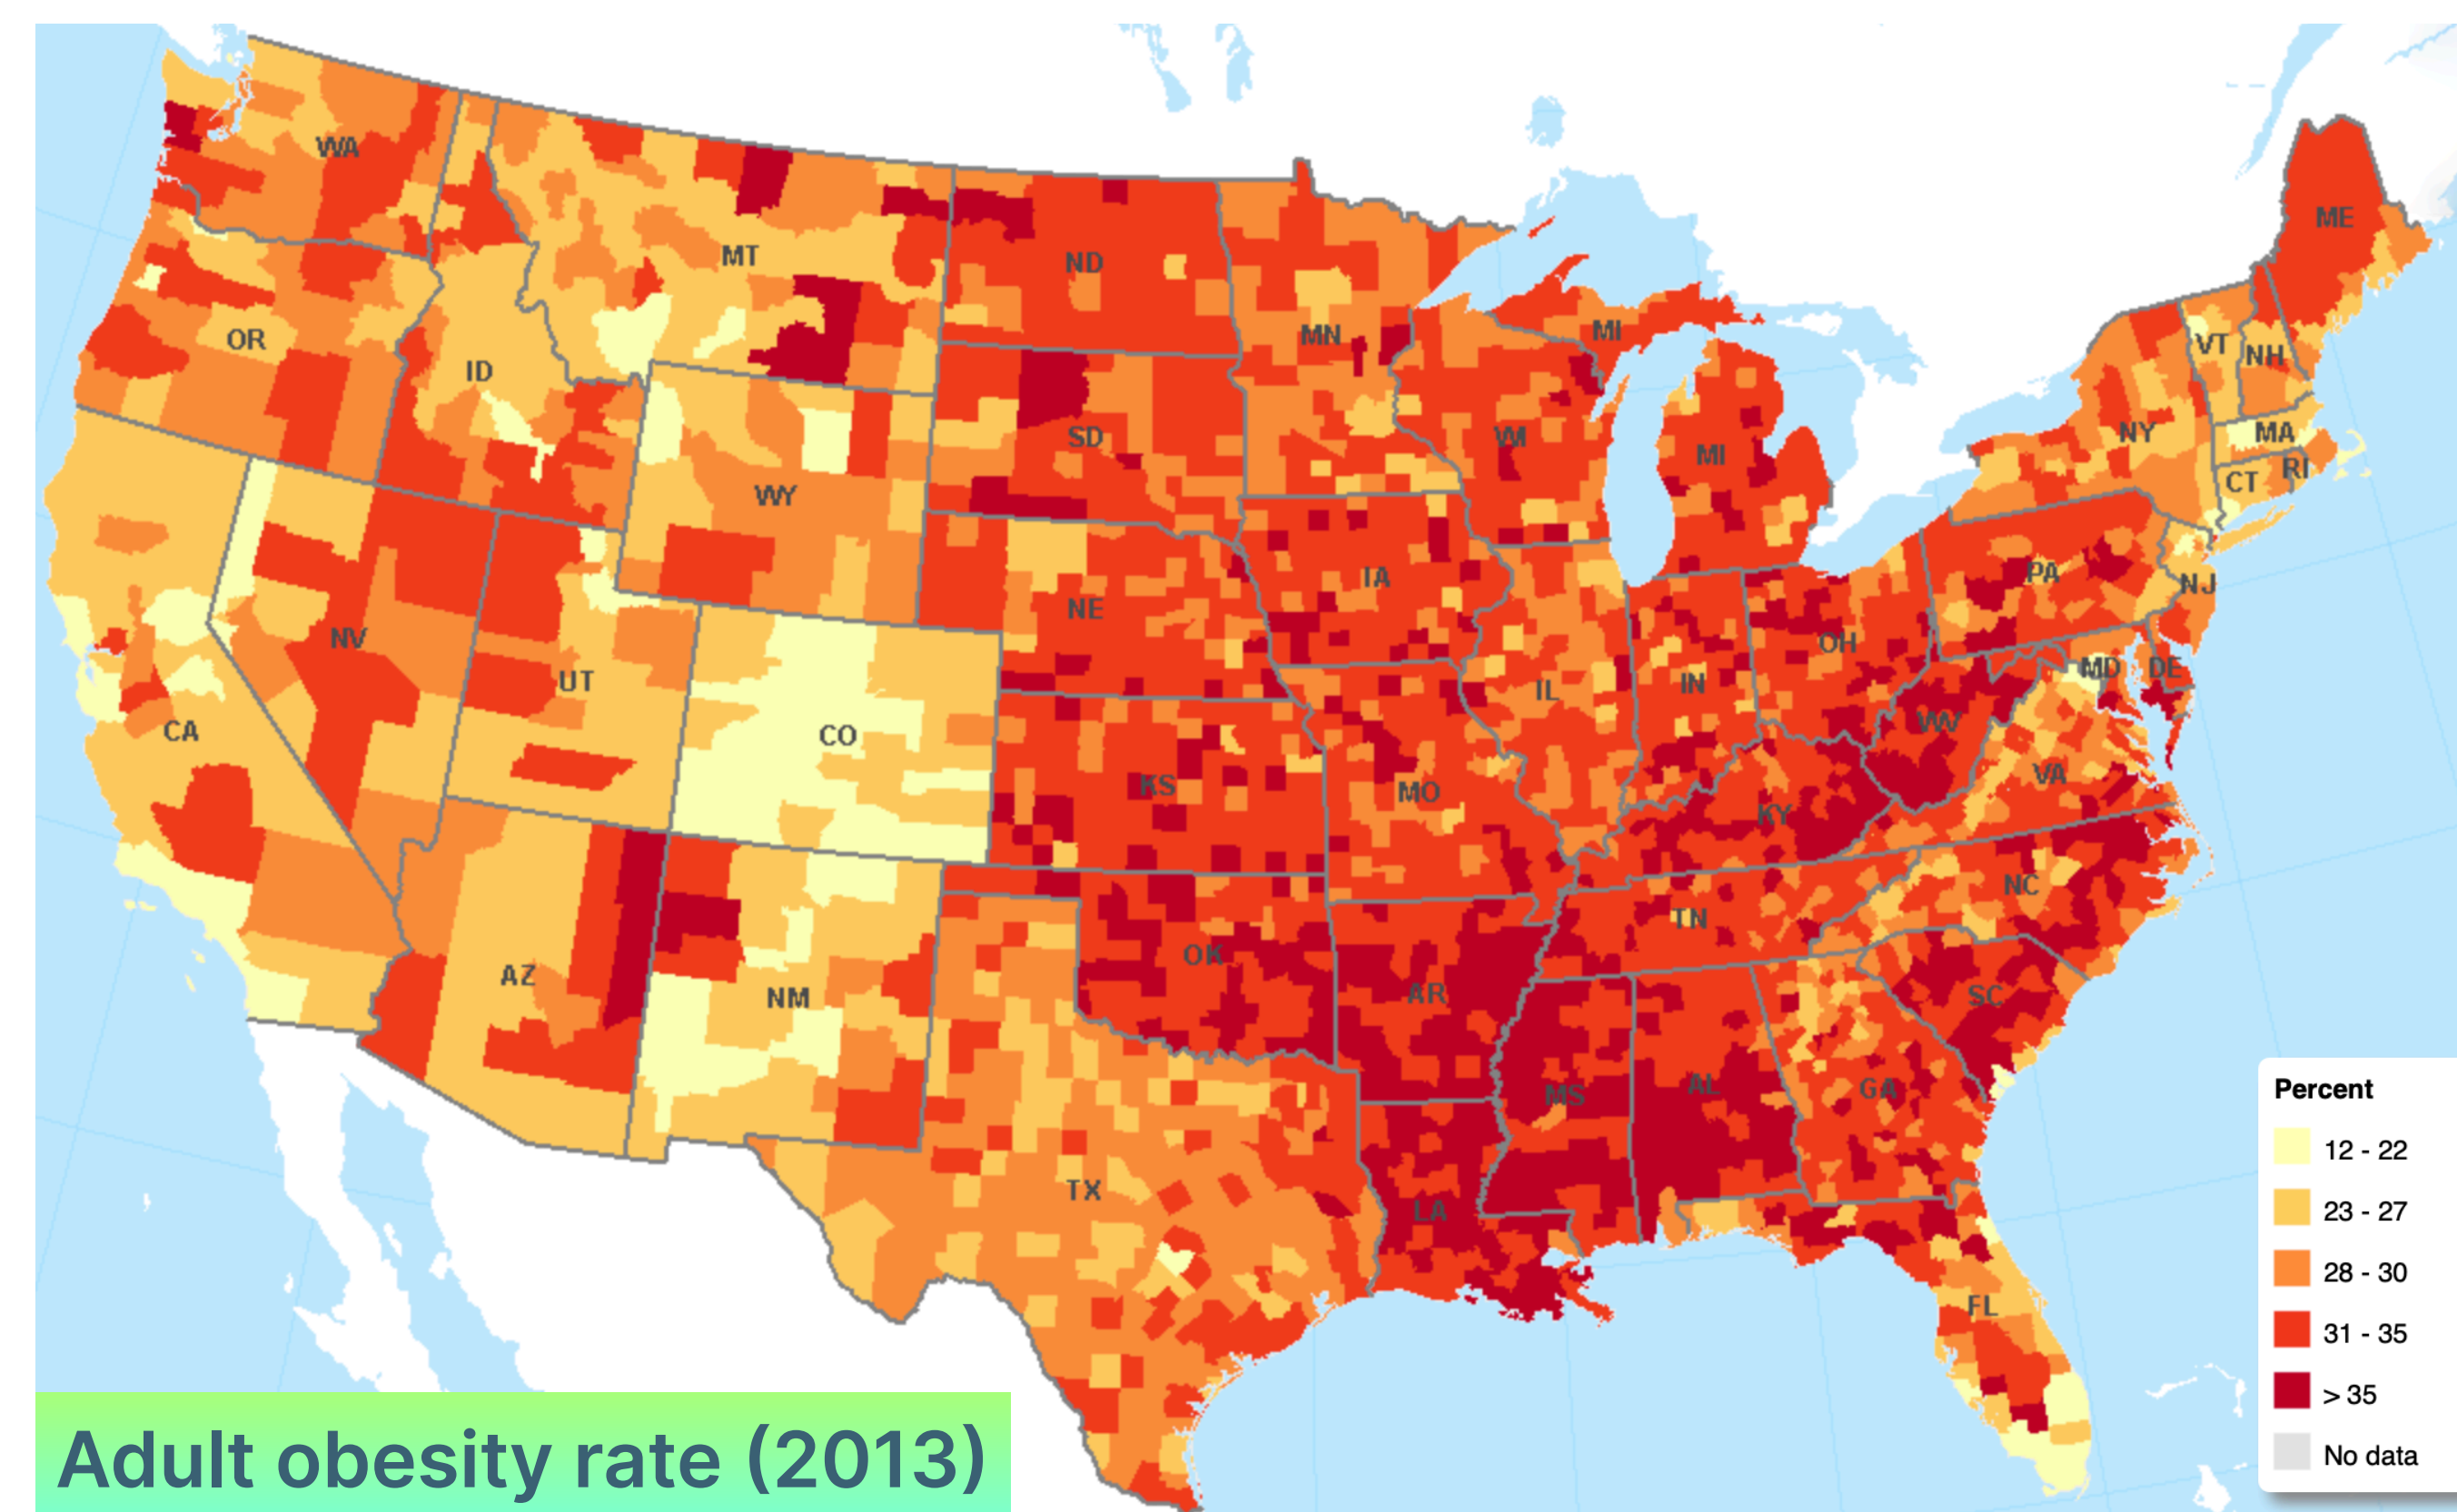 WA
ME
MT
ND
OR
MN
MI
VT
NH
ID
SD
WI
MI
NY
MA
CT
RI
WY
IA
PA
NJ
NE
NV
OH
UT
IL
IN
MD
DE
CA
CO
WV
KS
MO
KY
VA
NC
TN
OK
AZ
NM
AR
SC
MS
AL
GA
TX
LA
FL
Percent
12 - 22
23 - 27
28 - 30
31 - 35
> 35
No data
Adult obesity rate (2013)